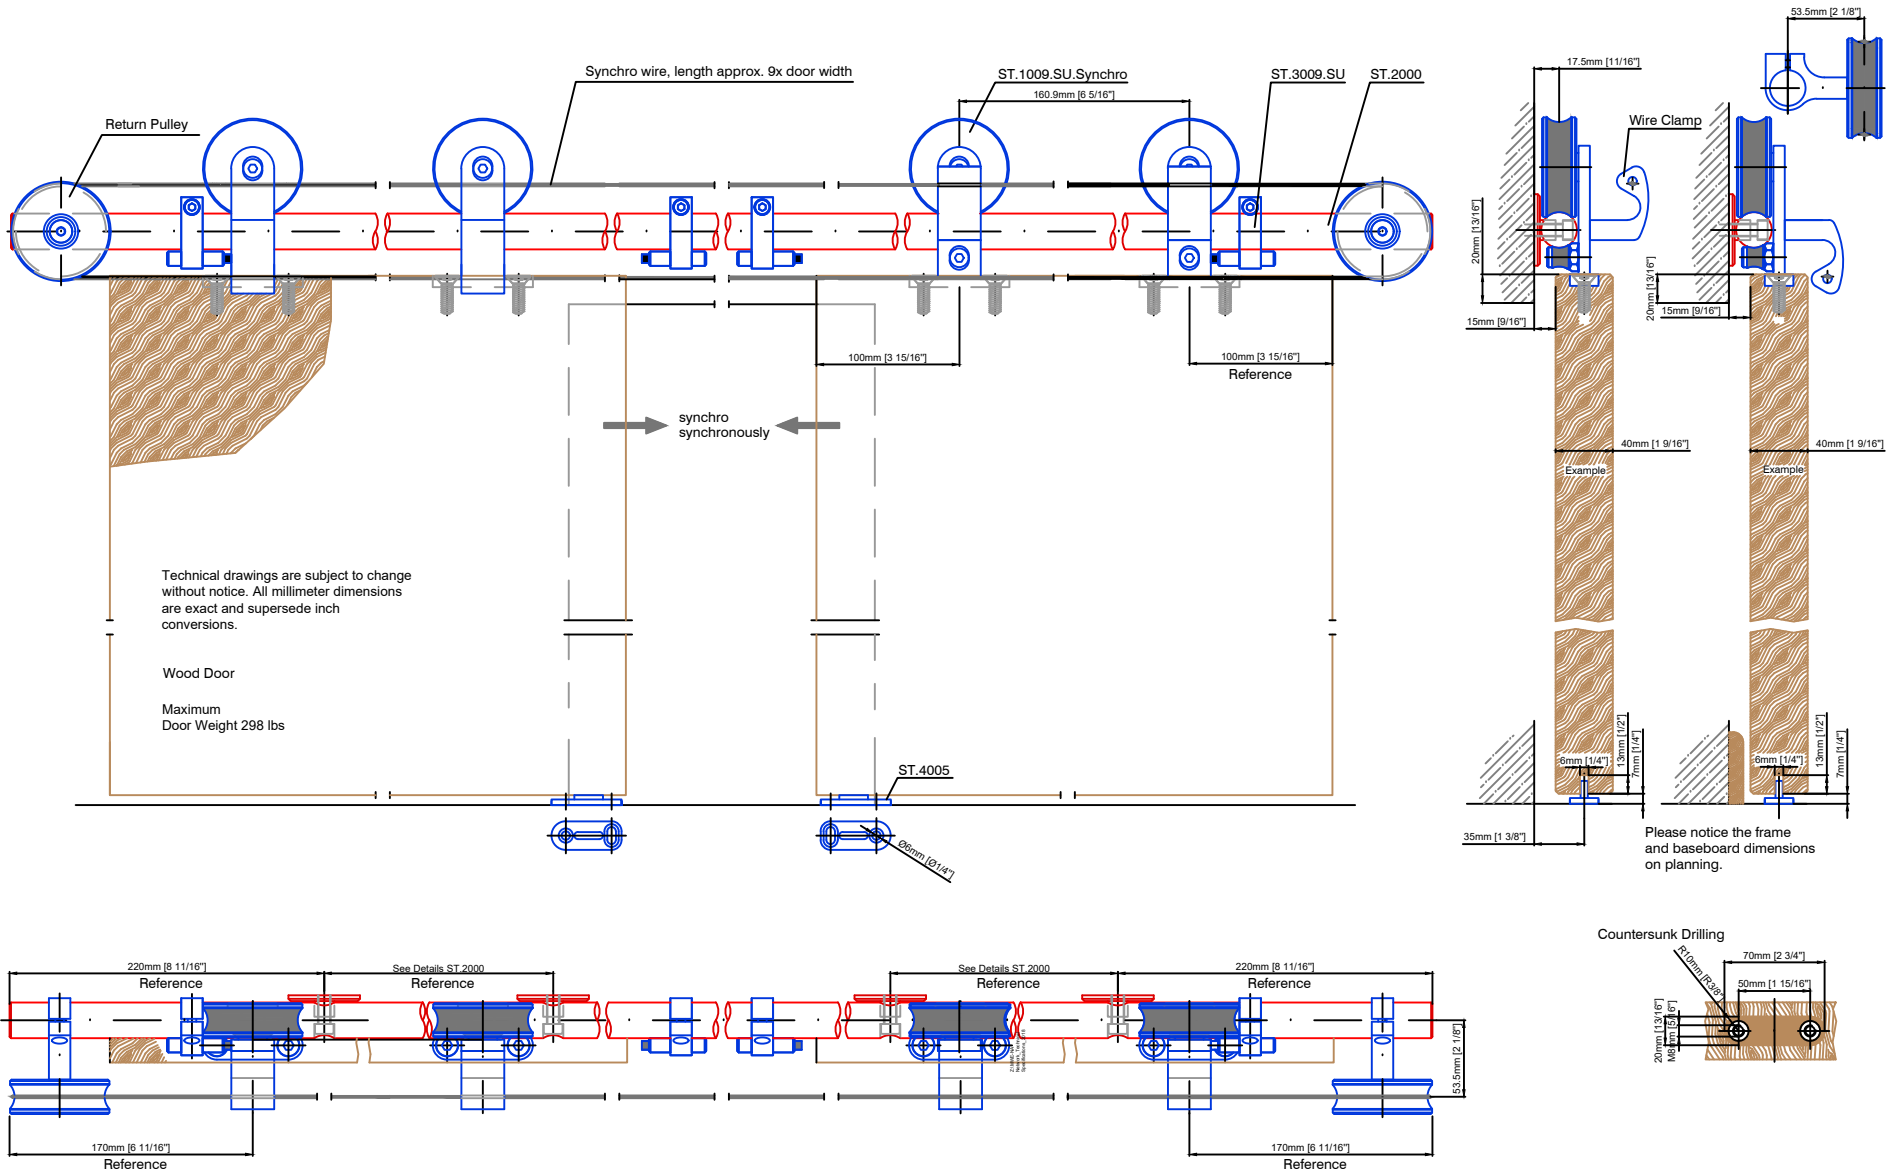 53.5mm [2 1/8"]
Synchro wire, length approx. 9x door width
ST.1009.SU.Synchro
ST.3009.SU
ST.2000
17.5mm [11/16"]
160.9mm [6 5/16"]
Return Pulley
Wire Clamp
20mm [13/16"]
20mm [13/16"]
15mm [9/16"]
15mm [9/16"]
100mm [3 15/16"]
100mm [3 15/16"]
Reference
synchro
synchronously
40mm [1 9/16"]
40mm [1 9/16"]
Example
Example
Technical drawings are subject to change
without notice. All millimeter dimensions
are exact and supersede inch
conversions.
Wood Door
Maximum
Door Weight 298 lbs
ST.4005
Ø6mm [Ø1/4"]
6mm [1/4"]
13mm [1/2"]
7mm [1/4"]
6mm [1/4"]
13mm [1/2"]
7mm [1/4"]
35mm [1 3/8"]
Please notice the frame
and baseboard dimensions
on planning.
Countersunk Drilling
R10mm [R3/8"]
70mm [2 3/4"]
50mm [1 15/16"]
20mm [13/16"]
M8mm [5/16"]
220mm [8 11/16"]
Reference
See Details ST.2000
Reference
See Details ST.2000
Reference
220mm [8 11/16"]
Reference
53.5mm [2 1/8"]
170mm [6 11/16"]
Reference
170mm [6 11/16"]
Reference